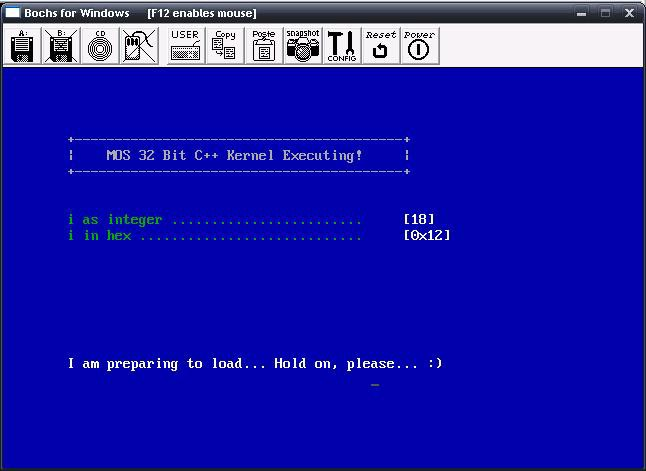 Bochs for Windows    [F12 enables mouse]
A: B: CD USER Copy Poste snapshot CONFIG Reset Power
+-----------------------------------------+
|    MOS 32 Bit C++ Kernel Executing!     |
+-----------------------------------------+
i as integer ........................     [18]
i in hex ............................     [0x12]
I am preparing to load... Hold on, please... :)
_